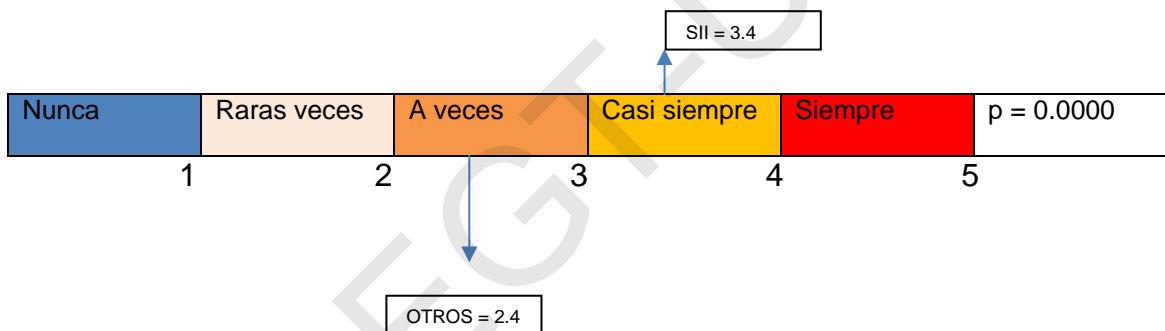 SII = 3.4
Nunca Raras veces A veces Casi siempre Siempre p = 0.0000
1 2 3 4 5
OTROS = 2.4